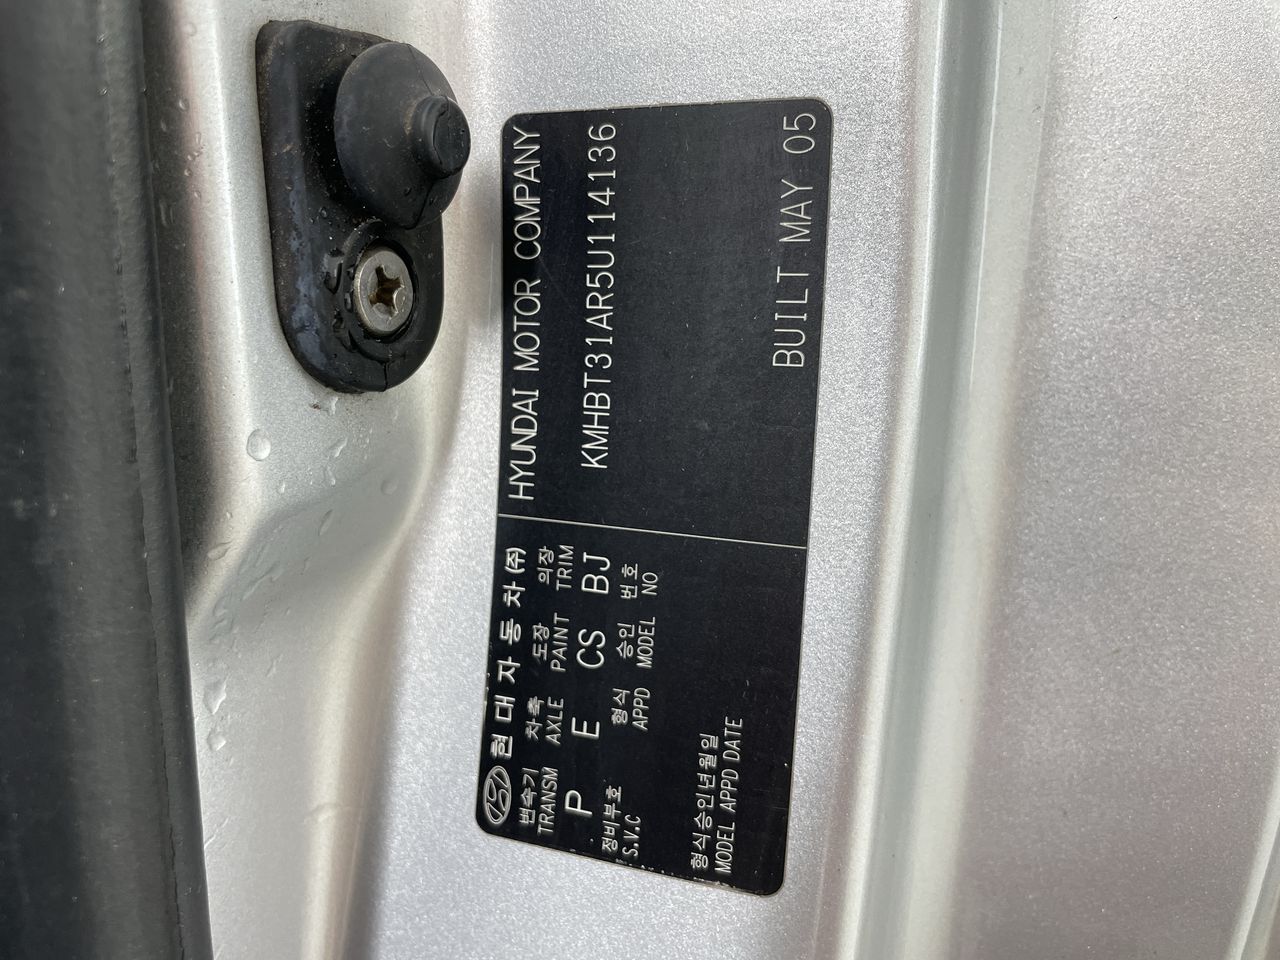 현대자동차(주)
변속기 차축 도장 의장
TRANSM AXLE PAINT TRIM
P E CS BJ
정비부호 형식 승인 번호
S.V.C APPD MODEL NO
형식승인년월일
MODEL APPD DATE
HYUNDAI MOTOR COMPANY
KMHBT31AR5U114136
BUILT MAY 05